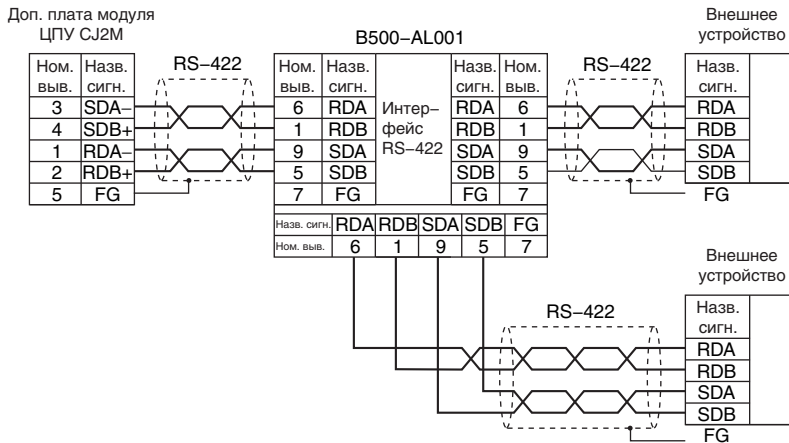 Доп. плата модуля
ЦПУ CJ2M
RS–422
B500–AL001
RS–422
Внешнее
устройство
Ном.
выв.
Назв.
сигн.
3 SDA–
4 SDB+
1 RDA–
2 RDB+
5 FG
Ном.
выв.
Назв.
сигн.
6 RDA
1 RDB
9 SDA
5 SDB
7 FG
Интер–
фейс
RS–422
Назв.
сигн.
Ном.
выв.
RDA 6
RDB 1
SDA 9
SDB 5
FG 7
Назв.
сигн.
RDA
RDB
SDA
SDB
FG
Назв. сигн. RDA RDB SDA SDB FG
Ном. выв. 6 1 9 5 7
RS–422
Внешнее
устройство
Назв.
сигн.
RDA
RDB
SDA
SDB
FG